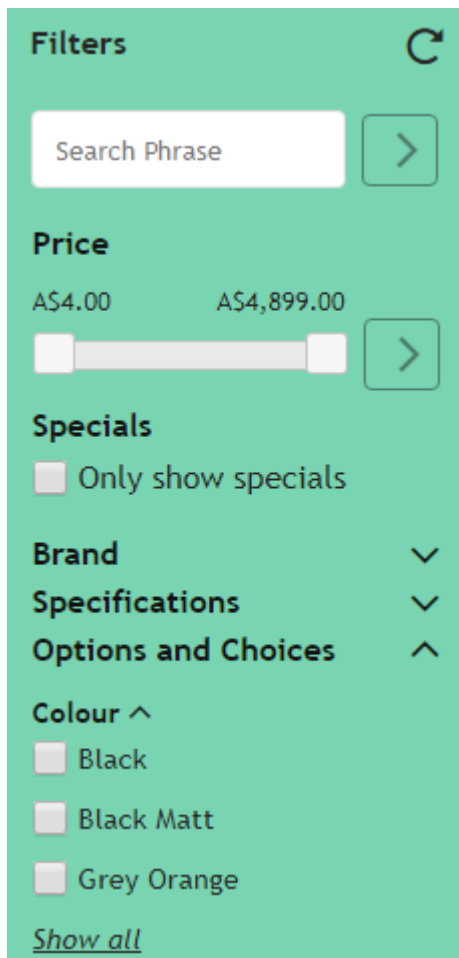 Filters
Search Phrase
Price
A$4.00 A$4,899.00
Specials
Only show specials
Brand
Specifications
Options and Choices
Colour
Black
Black Matt
Grey Orange
Show all